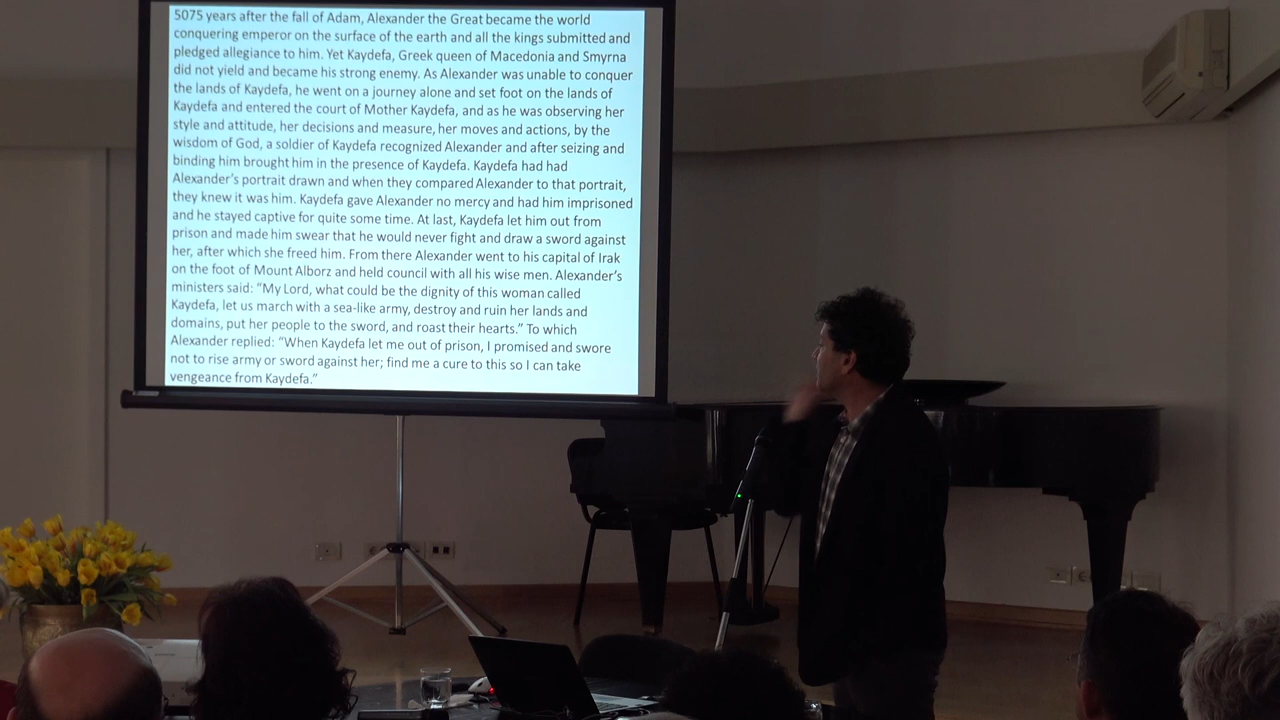 5075 years after the fall of Adam, Alexander the Great became the world
conquering emperor on the surface of the earth and all the kings submitted and
pledged allegiance to him. Yet Kaydefa, Greek queen of Macedonia and Smyrna
did not yield and became his strong enemy. As Alexander was unable to conquer
the lands of Kaydefa, he went on a journey alone and set foot on the lands of
Kaydefa and entered the court of Mother Kaydefa, and as he was observing her
style and attitude, her decisions and measure, her moves and actions, by the
wisdom of God, a soldier of Kaydefa recognized Alexander and after seizing and
binding him brought him in the presence of Kaydefa. Kaydefa had had
Alexander's portrait drawn and when they compared Alexander to that portrait,
they knew it was him. Kaydefa gave Alexander no mercy and had him imprisoned
and he stayed captive for quite some time. At last, Kaydefa let him out from
prison and made him swear that he would never fight and draw a sword against
her, after which she freed him. From there Alexander went to his capital of Irak
on the foot of Mount Alborz and held council with all his wise men. Alexander's
ministers said: "My Lord, what could be the dignity of this woman called
Kaydefa, let us march with a sea-like army, destroy and ruin her lands and
domains, put her people to the sword, and roast their hearts." To which
Alexander replied: "When Kaydefa let me out of prison, I promised and swore
not to rise army or sword against her; find me a cure to this so I can take
vengeance from Kaydefa."